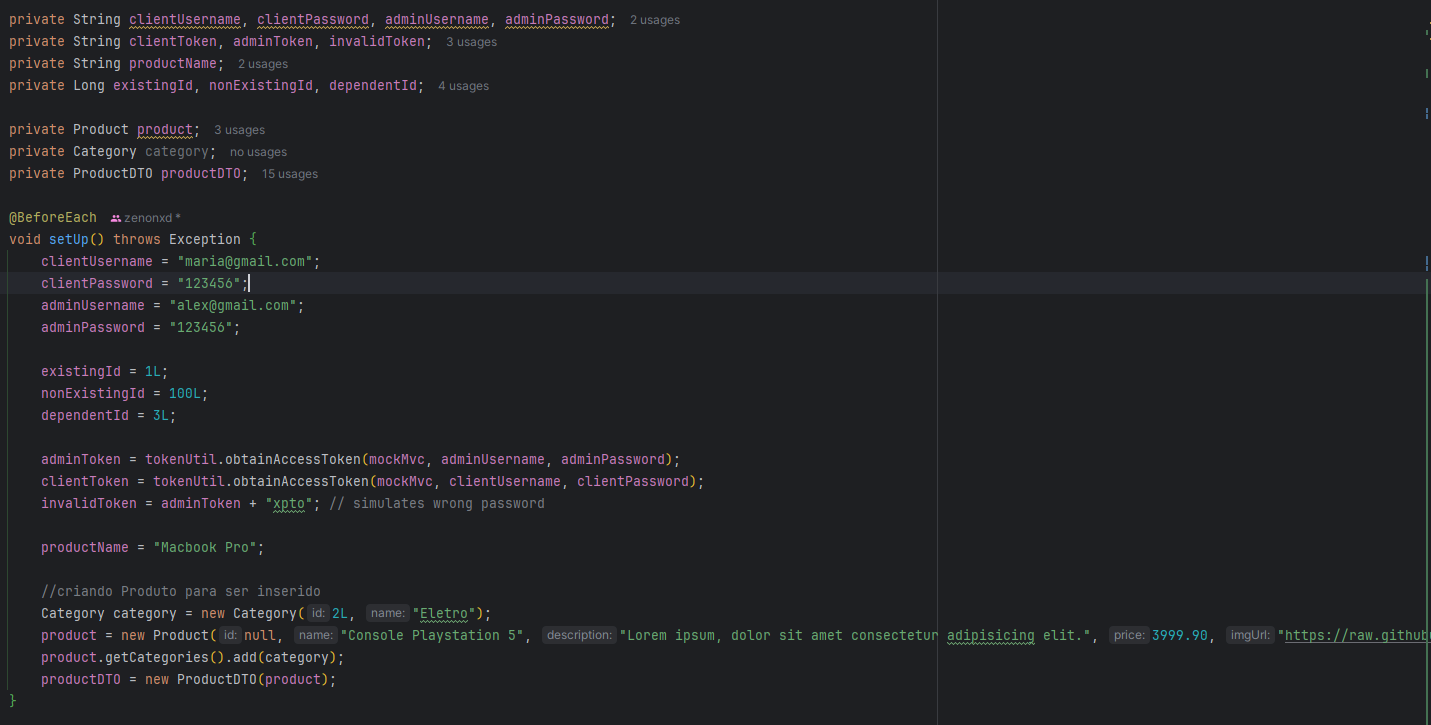 private String clientUsername, clientPassword, adminUsername, adminPassword; 2 usages
private String clientToken, adminToken, invalidToken; 3 usages
private String productName; 2 usages
private Long existingId, nonExistingId, dependentId; 4 usages
private Product product; 3 usages
private Category category; no usages
private ProductDTO productDTO; 15 usages
@BeforeEach zenonxd *
void setUp() throws Exception {
clientUsername = "maria@gmail.com";
clientPassword = "123456";
adminUsername = "alex@gmail.com";
adminPassword = "123456";
existingId = 1L;
nonExistingId = 100L;
dependentId = 3L;
adminToken = tokenUtil.obtainAccessToken(mockMvc, adminUsername, adminPassword);
clientToken = tokenUtil.obtainAccessToken(mockMvc, clientUsername, clientPassword);
invalidToken = adminToken + "xpto"; // simulates wrong password
productName = "Macbook Pro";
//criando Produto para ser inserido
Category category = new Category( id: 2L, name: "Eletro");
product = new Product( id: null, name: "Console Playstation 5", description: "Lorem ipsum, dolor sit amet consectetur adipisicing elit.", price: 3999.90, imgUrl: "https://raw.github
product.getCategories().add(category);
productDTO = new ProductDTO(product);
}